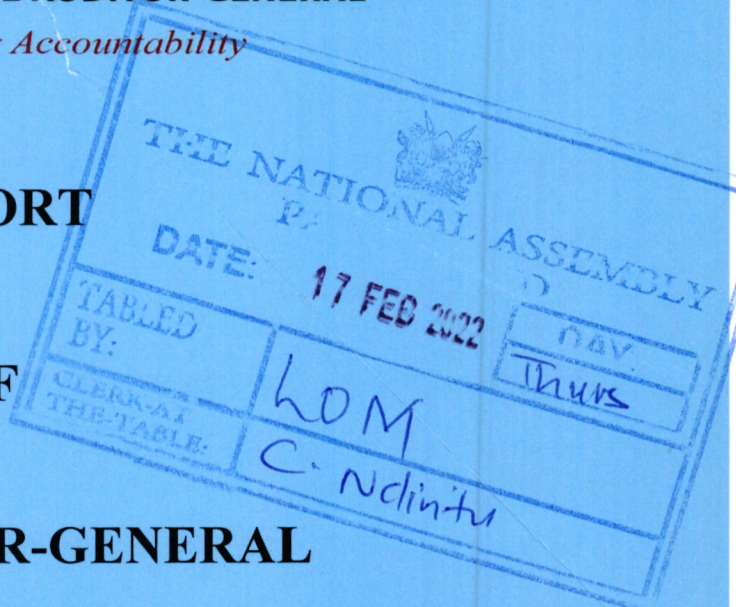 Accountability
ORT
F
R-GENERAL
THE NATIONAL ASSEMBLY
DATE: 17 FEB 2022
DAY
Thurs
TABLED
BY:
LOM
CLERK-AT
THE-TABLE:
C.